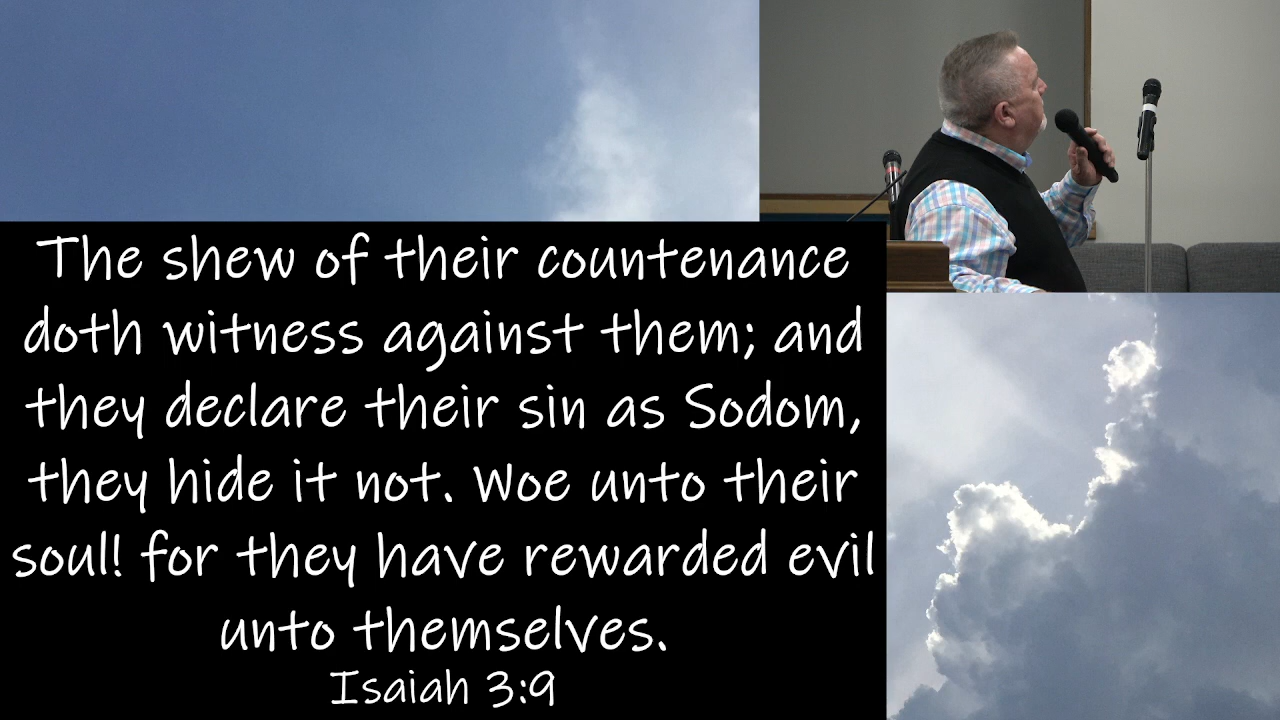 The shew of their countenance
doth witness against them; and
they declare their sin as Sodom,
they hide it not. Woe unto their
soul! for they have rewarded evil
unto themselves.
Isaiah 3:9